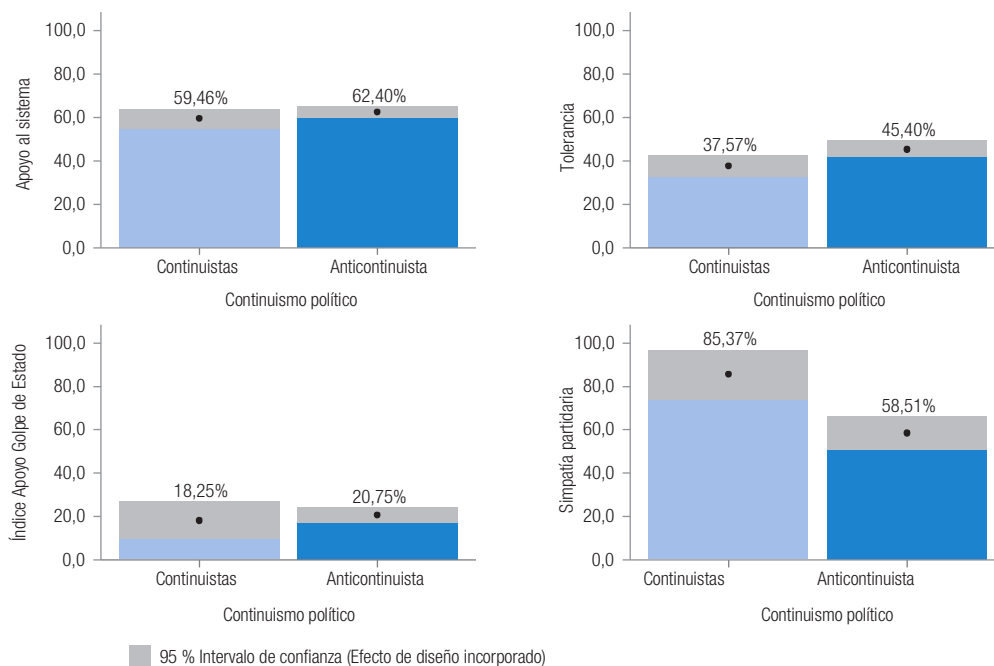 Apoyo al sistema
100,0
80,0
60,0
40,0
20,0
0,0
59,46%
62,40%
Continuistas
Anticontinuista
Continuismo político
Tolerancia
100,0
80,0
60,0
40,0
20,0
0,0
37,57%
45,40%
Continuistas
Anticontinuista
Continuismo político
Índice Apoyo Golpe de Estado
100,0
80,0
60,0
40,0
20,0
0,0
18,25%
20,75%
Continuistas
Anticontinuista
Continuismo político
Simpatía partidaria
100,0
80,0
60,0
40,0
20,0
0,0
85,37%
58,51%
Continuistas
Anticontinuista
Continuismo político
95 % Intervalo de confianza (Efecto de diseño incorporado)